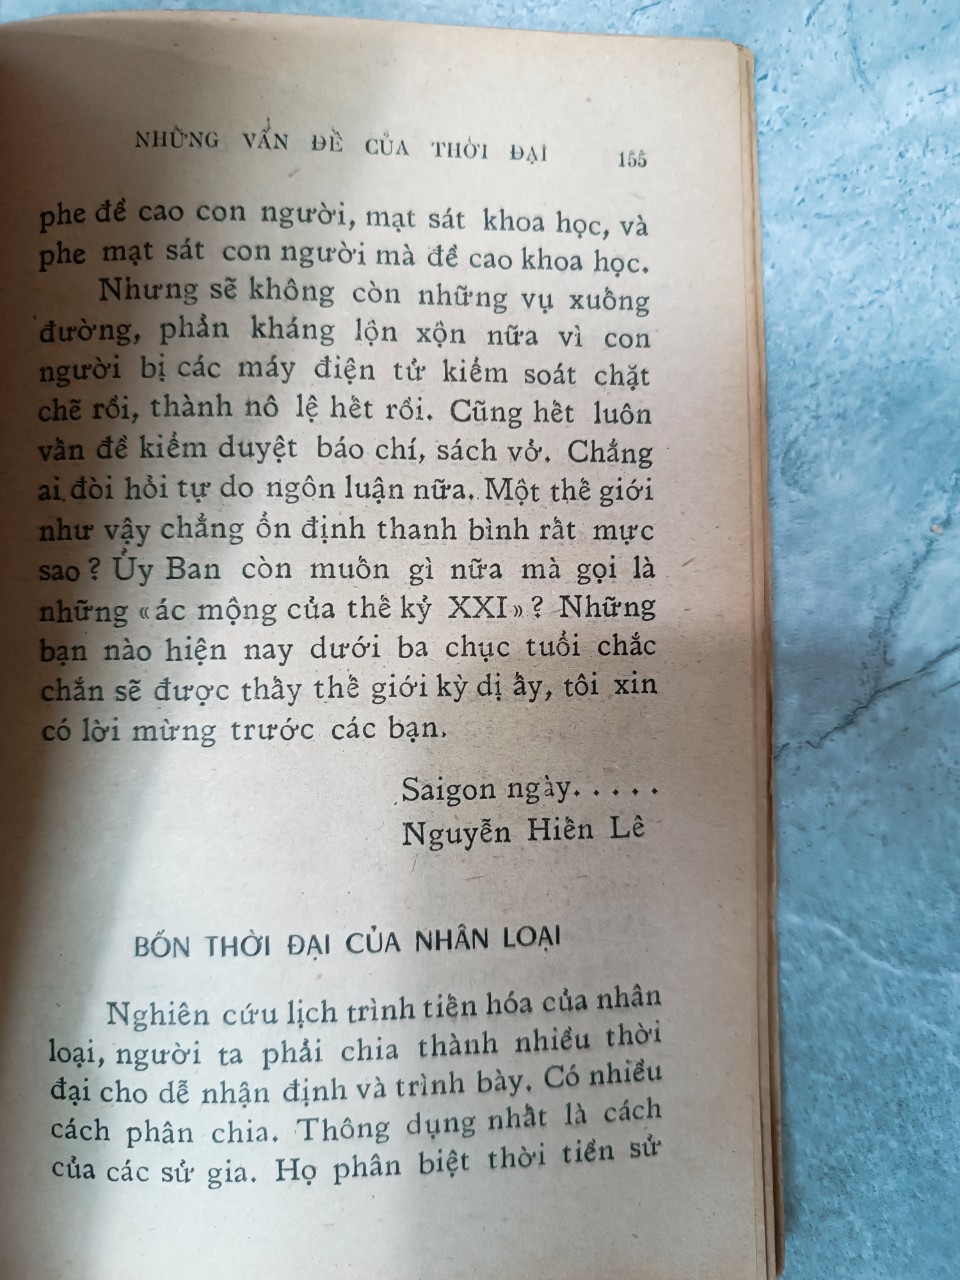 NHỮNG VẤN ĐỀ CỦA THỜI ĐẠI 155
phe đề cao con người, mạt sát khoa học, và
phe mạt sát con người mà đề cao khoa học.
Nhưng sẽ không còn những vụ xuống
đường, phản kháng lộn xộn nữa vì con
người bị các máy điện tử kiểm soát chặt
chẽ rồi, thành nô lệ hết rồi. Cũng hết luôn
vấn đề kiểm duyệt báo chí, sách vở. Chẳng
ai đòi hỏi tự do ngôn luận nữa. Một thế giới
như vậy chẳng ổn định thanh bình rất mực
sao ? Ủy Ban còn muốn gì nữa mà gọi là
những «ác mộng của thế kỷ XXI» ? Những
bạn nào hiện nay dưới ba chục tuổi chắc
chắn sẽ được thấy thế giới kỳ dị ấy, tôi xin
có lời mừng trước các bạn.
Saigon ngày. . . . .
Nguyễn Hiến Lê
BỐN THỜI ĐẠI CỦA NHÂN LOẠI
Nghiên cứu lịch trình tiến hóa của nhân
loại, người ta phải chia thành nhiều thời
đại cho dễ nhận định và trình bày. Có nhiều
cách phân chia. Thông dụng nhất là cách
của các sử gia. Họ phân biệt thời tiền sử